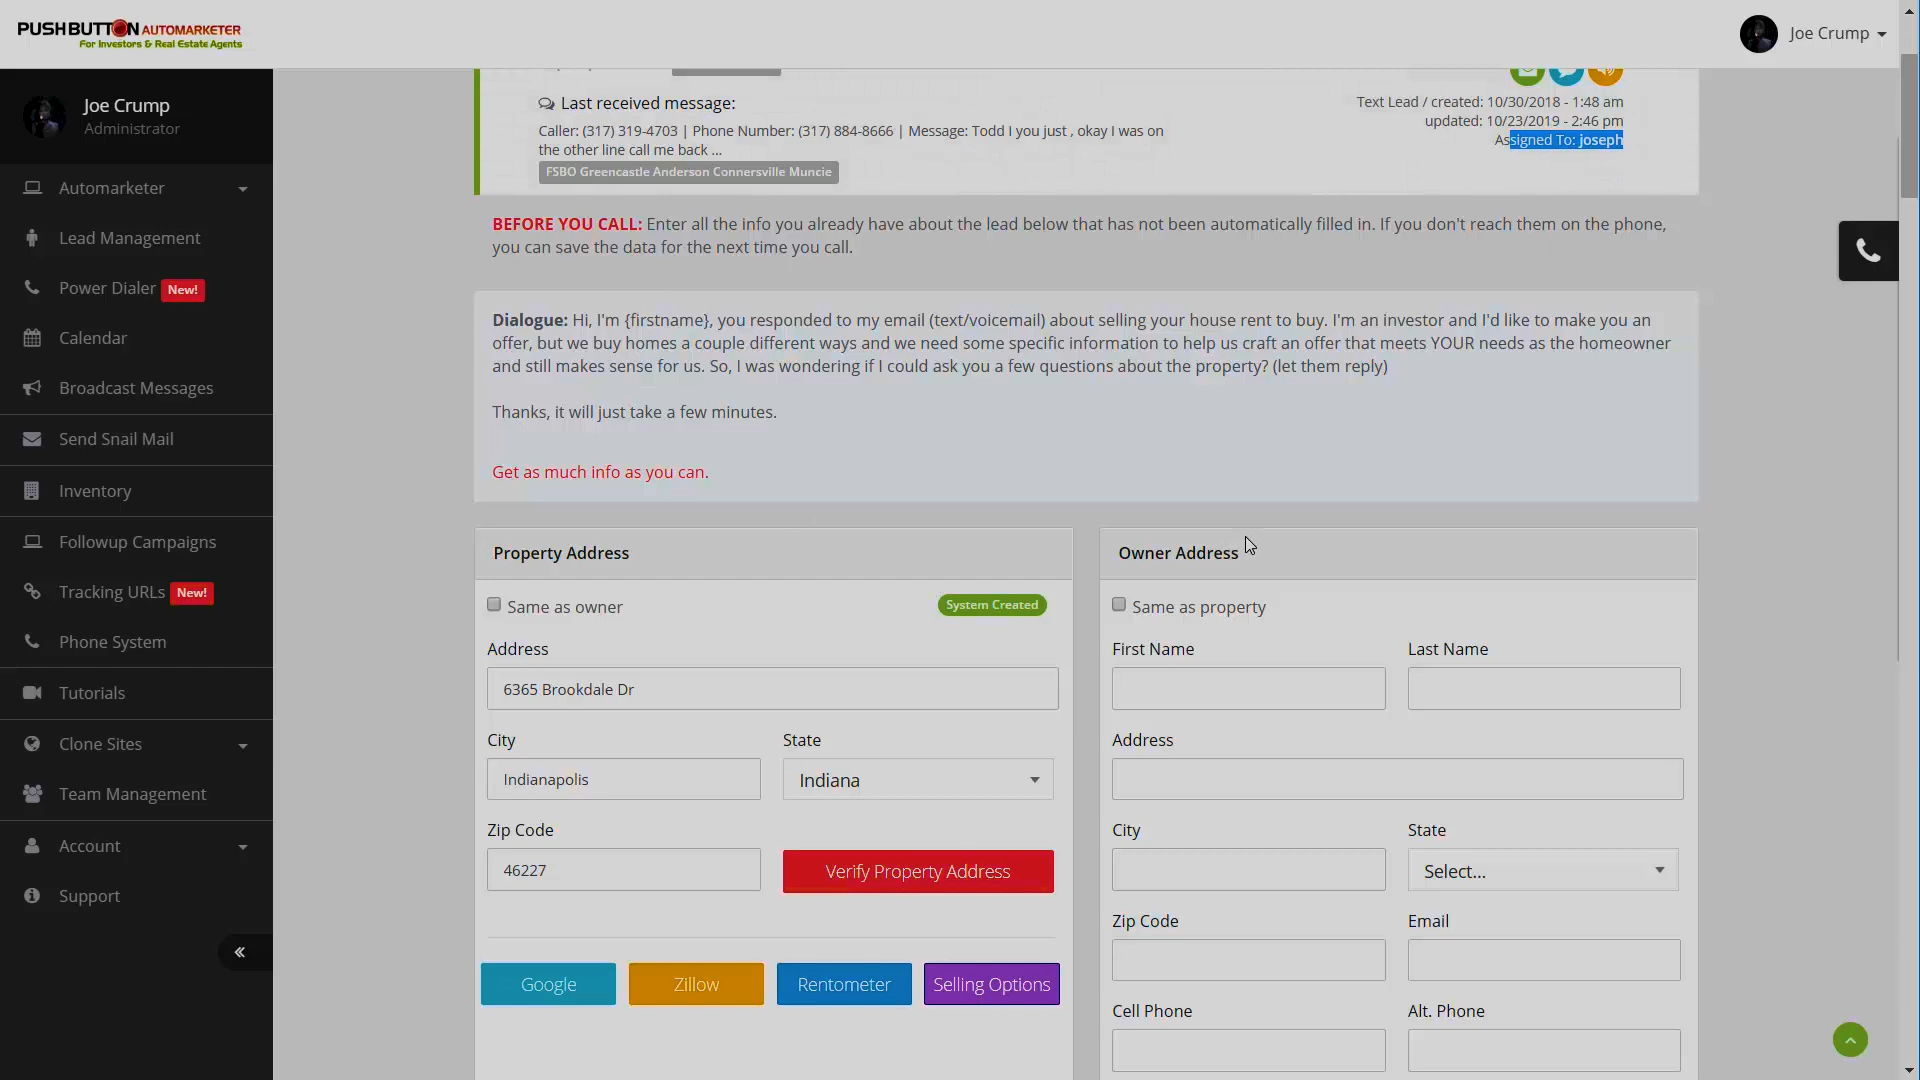 PUSH BUTTON AUTOMARKETER
For Investors & Real Estate Agents
Joe Crump
Joe Crump
Administrator
Automarketer
Lead Management
Power Dialer New!
Calendar
Broadcast Messages
Send Snail Mail
Inventory
Followup Campaigns
Tracking URLs New!
Phone System
Tutorials
Clone Sites
Team Management
Account
Support
Last received message:
Caller: (317) 319-4703 | Phone Number: (317) 884-8666 | Message: Todd I you just , okay I was on
the other line call me back ...
FSBO Greencastle Anderson Connersville Muncie
Text Lead / created: 10/30/2018 - 1:48 am
updated: 10/23/2019 - 2:46 pm
Assigned To: joseph
BEFORE YOU CALL: Enter all the info you already have about the lead below that has not been automatically filled in. If you don't reach them on the phone,
you can save the data for the next time you call.
Dialogue: Hi, I'm {firstname}, you responded to my email (text/voicemail) about selling your house rent to buy. I'm an investor and I'd like to make you an
offer, but we buy homes a couple different ways and we need some specific information to help us craft an offer that meets YOUR needs as the homeowner
and still makes sense for us. So, I was wondering if I could ask you a few questions about the property? (let them reply)
Thanks, it will just take a few minutes.
Get as much info as you can.
Property Address
Same as owner
System Created
Address
6365 Brookdale Dr
City
State
Indianapolis
Indiana
Zip Code
46227
Verify Property Address
Google
Zillow
Rentometer
Selling Options
Owner Address
Same as property
First Name
Last Name
Address
City
State
Select...
Zip Code
Email
Cell Phone
Alt. Phone